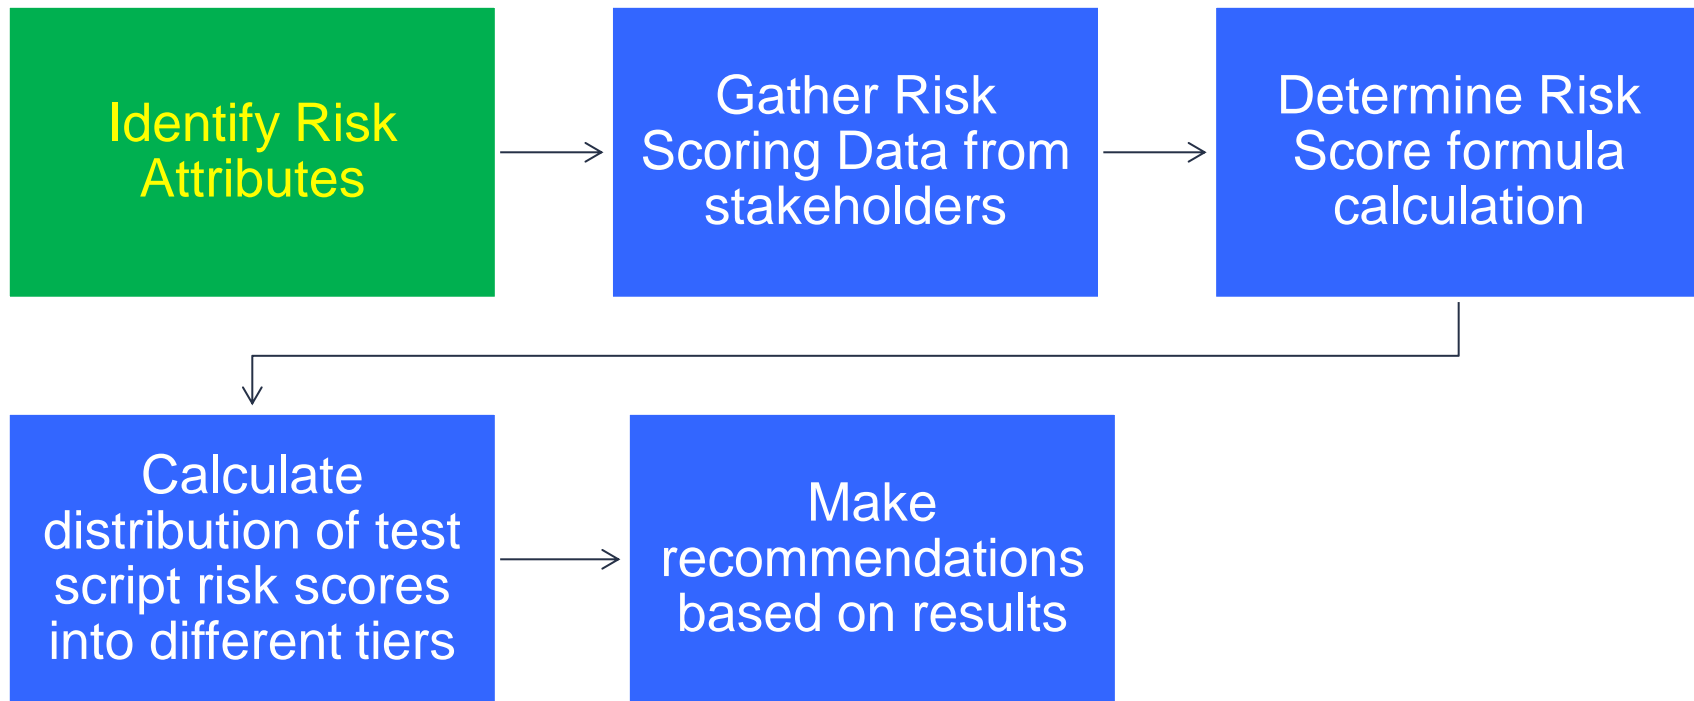 Identify Risk
Attributes
Gather Risk
Scoring Data from
stakeholders
Determine Risk
Score formula
calculation
Calculate
distribution of test
script risk scores
into different tiers
Make
recommendations
based on results